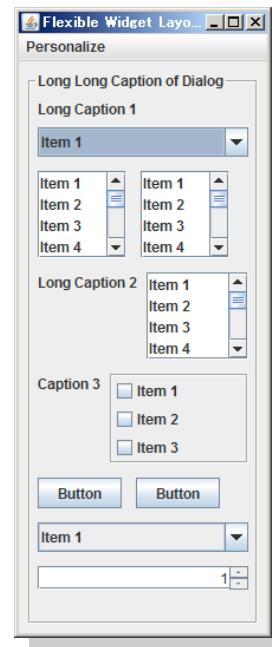 Flexible Widget Layo...
Personalize
Long Long Caption of Dialog
Long Caption 1
Item 1
Item 1 Item 1
Item 2 Item 2
Item 3 Item 3
Item 4 Item 4
Long Caption 2 Item 1
Item 2
Item 3
Item 4
Caption 3 Item 1
Item 2
Item 3
Button Button
Item 1
1